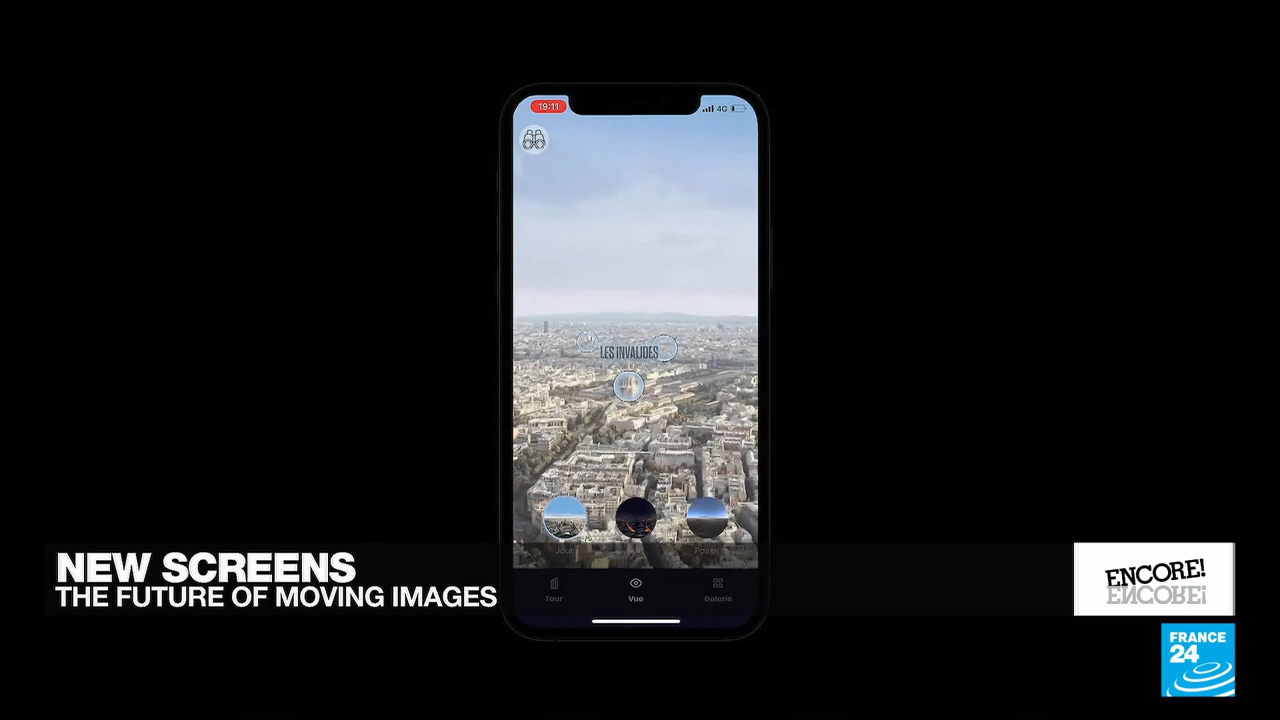 19:11
4G
LES INVALIDES
Jour
Passé
Tour
Vue
Galerie
NEW SCREENS
THE FUTURE OF MOVING IMAGES
ENCORE!
ENCORE!
FRANCE
24